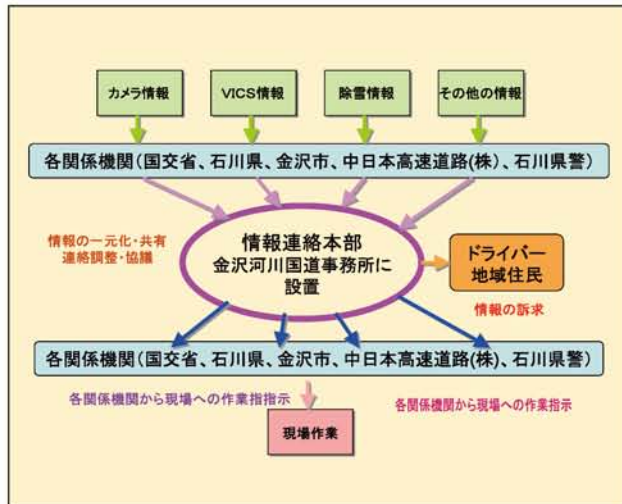 カメラ情報
VICS情報
除雪情報
その他の情報
各関係機関(国交省、石川県、金沢市、中日本高速道路(株)、石川県警)
情報の一元化・共有
連絡調整・協議
情報連絡本部
金沢河川国道事務所に
設置
ドライバー
地域住民
情報の訴求
各関係機関(国交省、石川県、金沢市、中日本高速道路(株)、石川県警)
各関係機関から現場への作業指指示
各関係機関から現場への作業指示
現場作業